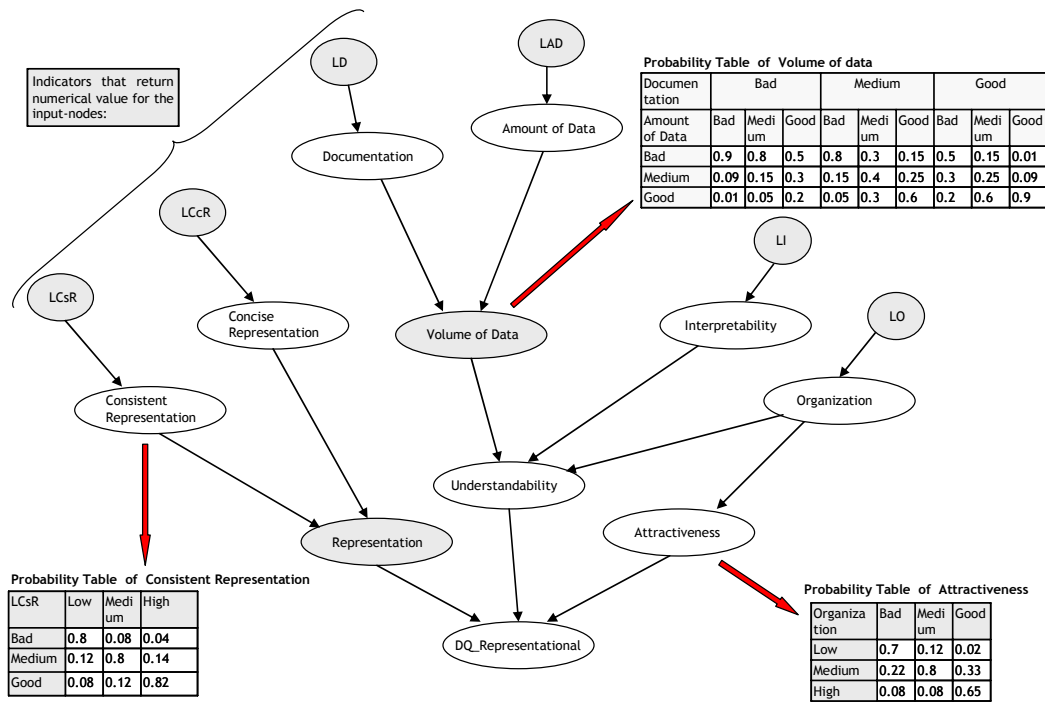 Indicators that return
numerical value for the
input-nodes:
LD
LAD
Documentation
Amount of Data
LCcR
LCsR
Concise
Representation
Consistent
Representation
Volume of Data
LI
Interpretability
LO
Organization
Understandability
Attractiveness
Representation
DQ_Representational
Probability Table of Volume of data
Documen
tation
Bad Medium Good
Amount
of Data
Bad Medi
um Good Bad Medi
um Good Bad Medi
um Good
Bad 0.9 0.8 0.5 0.8 0.3 0.15 0.5 0.15 0.01
Medium 0.09 0.15 0.3 0.15 0.4 0.25 0.3 0.25 0.09
Good 0.01 0.05 0.2 0.05 0.3 0.6 0.2 0.6 0.9
Probability Table of Consistent Representation
LCsR Low Medi
um High
Bad 0.8 0.08 0.04
Medium 0.12 0.8 0.14
Good 0.08 0.12 0.82
Probability Table of Attractiveness
Organiza
tion
Bad Medi
um Good
Low 0.7 0.12 0.02
Medium 0.22 0.8 0.33
High 0.08 0.08 0.65